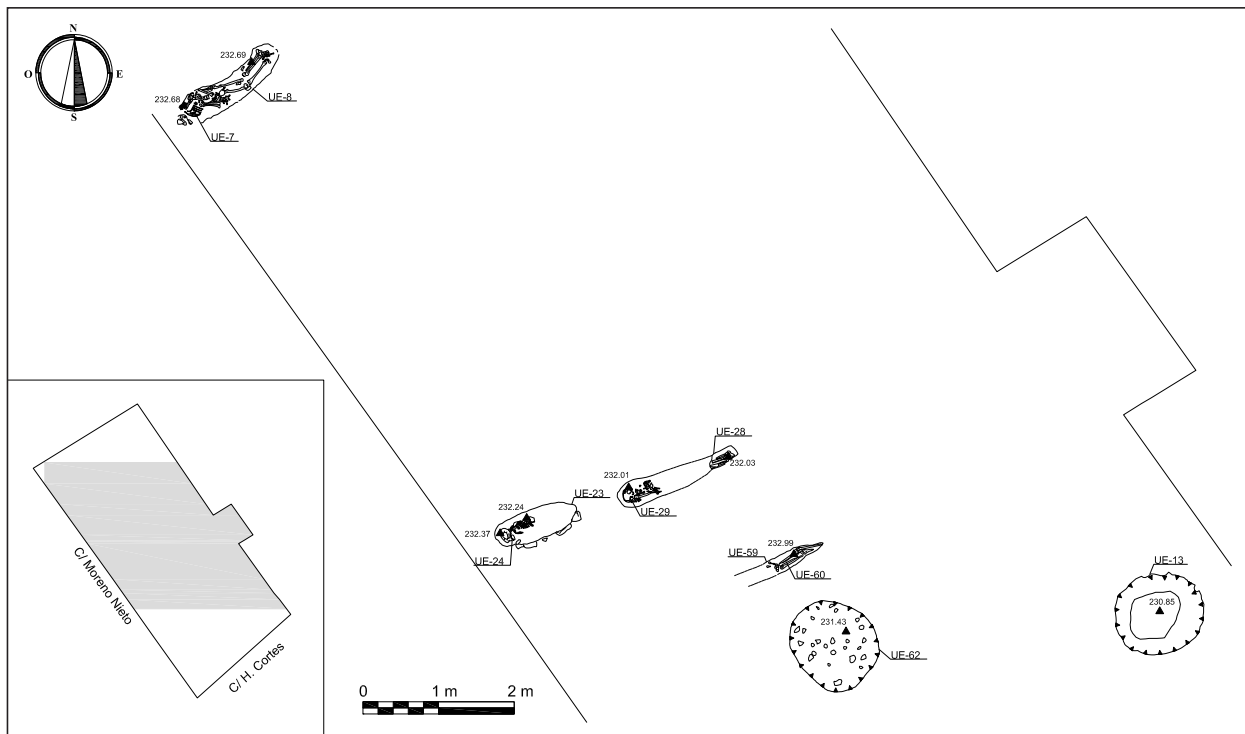 N
O E
S
232.69
UE-8
232.68
UE-7
UE-28
232.01
232.03
UE-23
UE-29
232.24
232.37
UE-24
232.99
UE-59
UE-60
UE-13
230.85
231.43
UE-62
C/ Moreno Nieto
C/ H. Cortes
0 1 m 2 m